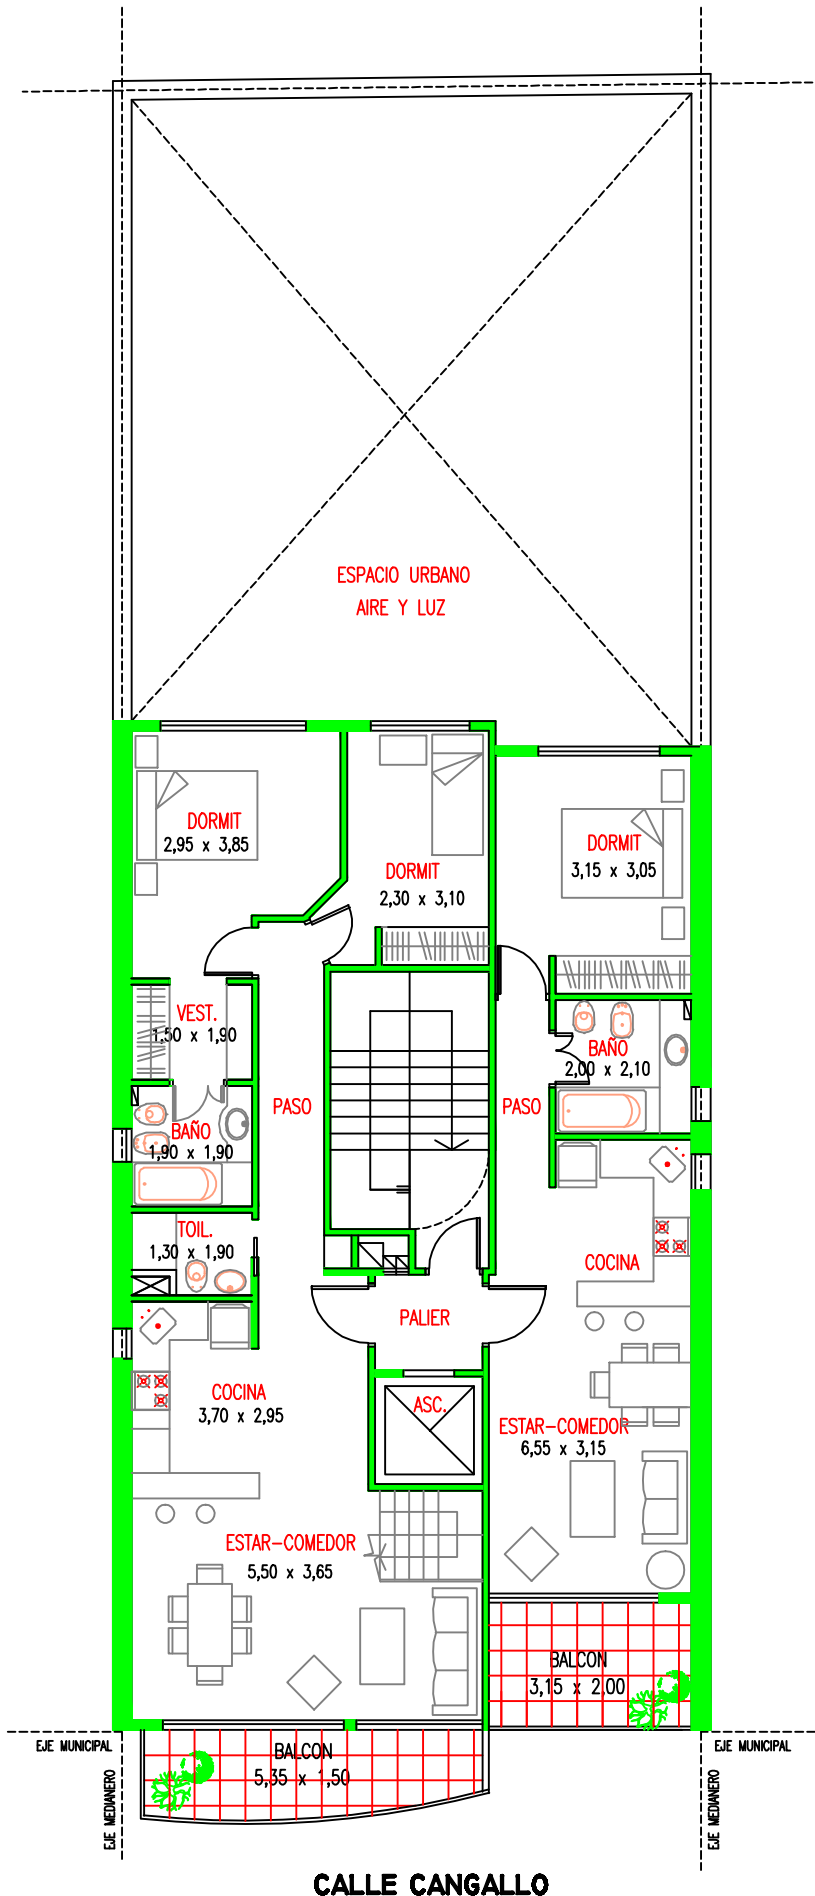 ESPACIO URBANO
AIRE Y LUZ
DORMIT
2,95 x 3,85
DORMIT
2,30 x 3,10
DORMIT
3,15 x 3,05
VEST.
1,50 x 1,90
BAÑO
2,00 x 2,10
PASO
PASO
BAÑO
1,90 x 1,90
TOIL.
1,30 x 1,90
COCINA
PALIER
COCINA
3,70 x 2,95
ASC.
ESTAR-COMEDOR
6,55 x 3,15
ESTAR-COMEDOR
5,50 x 3,65
BALCON
3,15 x 2,00
EJE MUNICIPAL
EJE MUNICIPAL
BALCON
5,35 x 1,50
EJE MEDIANERO
EJE MEDIANERO
CALLE CANGALLO